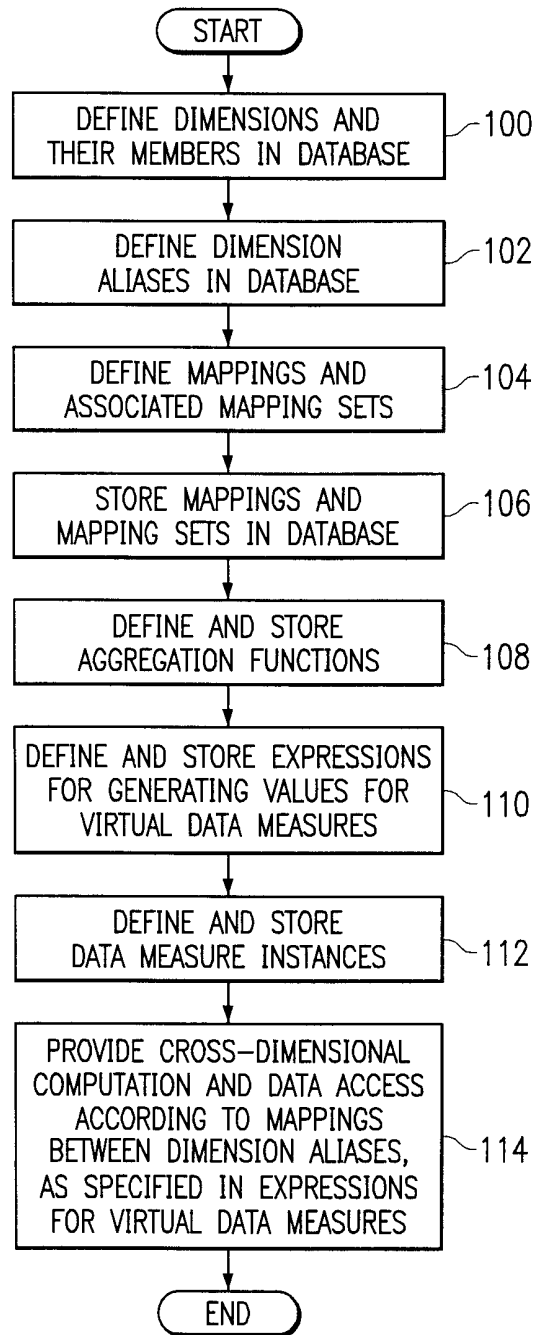 START
DEFINE DIMENSIONS AND
THEIR MEMBERS IN DATABASE
100
DEFINE DIMENSION
ALIASES IN DATABASE
102
DEFINE MAPPINGS AND
ASSOCIATED MAPPING SETS
104
STORE MAPPINGS AND
MAPPING SETS IN DATABASE
106
DEFINE AND STORE
AGGREGATION FUNCTIONS
108
DEFINE AND STORE EXPRESSIONS
FOR GENERATING VALUES FOR
VIRTUAL DATA MEASURES
110
DEFINE AND STORE
DATA MEASURE INSTANCES
112
PROVIDE CROSS-DIMENSIONAL
COMPUTATION AND DATA ACCESS
ACCORDING TO MAPPINGS
BETWEEN DIMENSION ALIASES,
AS SPECIFIED IN EXPRESSIONS
FOR VIRTUAL DATA MEASURES
114
END